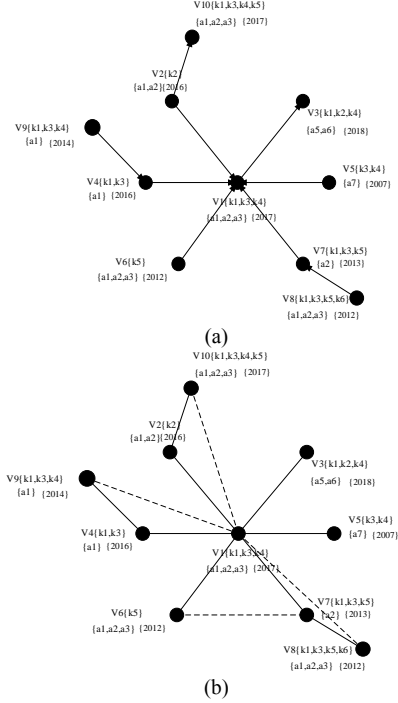 V10{k1,k3,k4,k5}
{a1,a2,a3} {2017}
V2{k2}
{a1,a2}{2016}
V3{k1,k2,k4}
{a5,a6} {2018}
V9{k1,k3,k4}
{a1} {2014}
V4{k1,k3}
{a1} {2016}
V5{k3,k4}
{a7} {2007}
V1{k1,k3,k4}
{a1,a2,a3} {2017}
V6{k5}
{a1,a2,a3} {2012}
V7{k1,k3,k5}
{a2} {2013}
V8{k1,k3,k5,k6}
{a1,a2,a3} {2012}
(a)
V10{k1,k3,k4,k5}
{a1,a2,a3} {2017}
V2{k2}
{a1,a2}{2016}
V3{k1,k2,k4}
{a5,a6} {2018}
V9{k1,k3,k4}
{a1} {2014}
V4{k1,k3}
{a1} {2016}
V5{k3,k4}
{a7} {2007}
V1{k1,k3,k4}
{a1,a2,a3} {2017}
V6{k5}
{a1,a2,a3} {2012}
V7{k1,k3,k5}
{a2} {2013}
V8{k1,k3,k5,k6}
{a1,a2,a3} {2012}
(b)